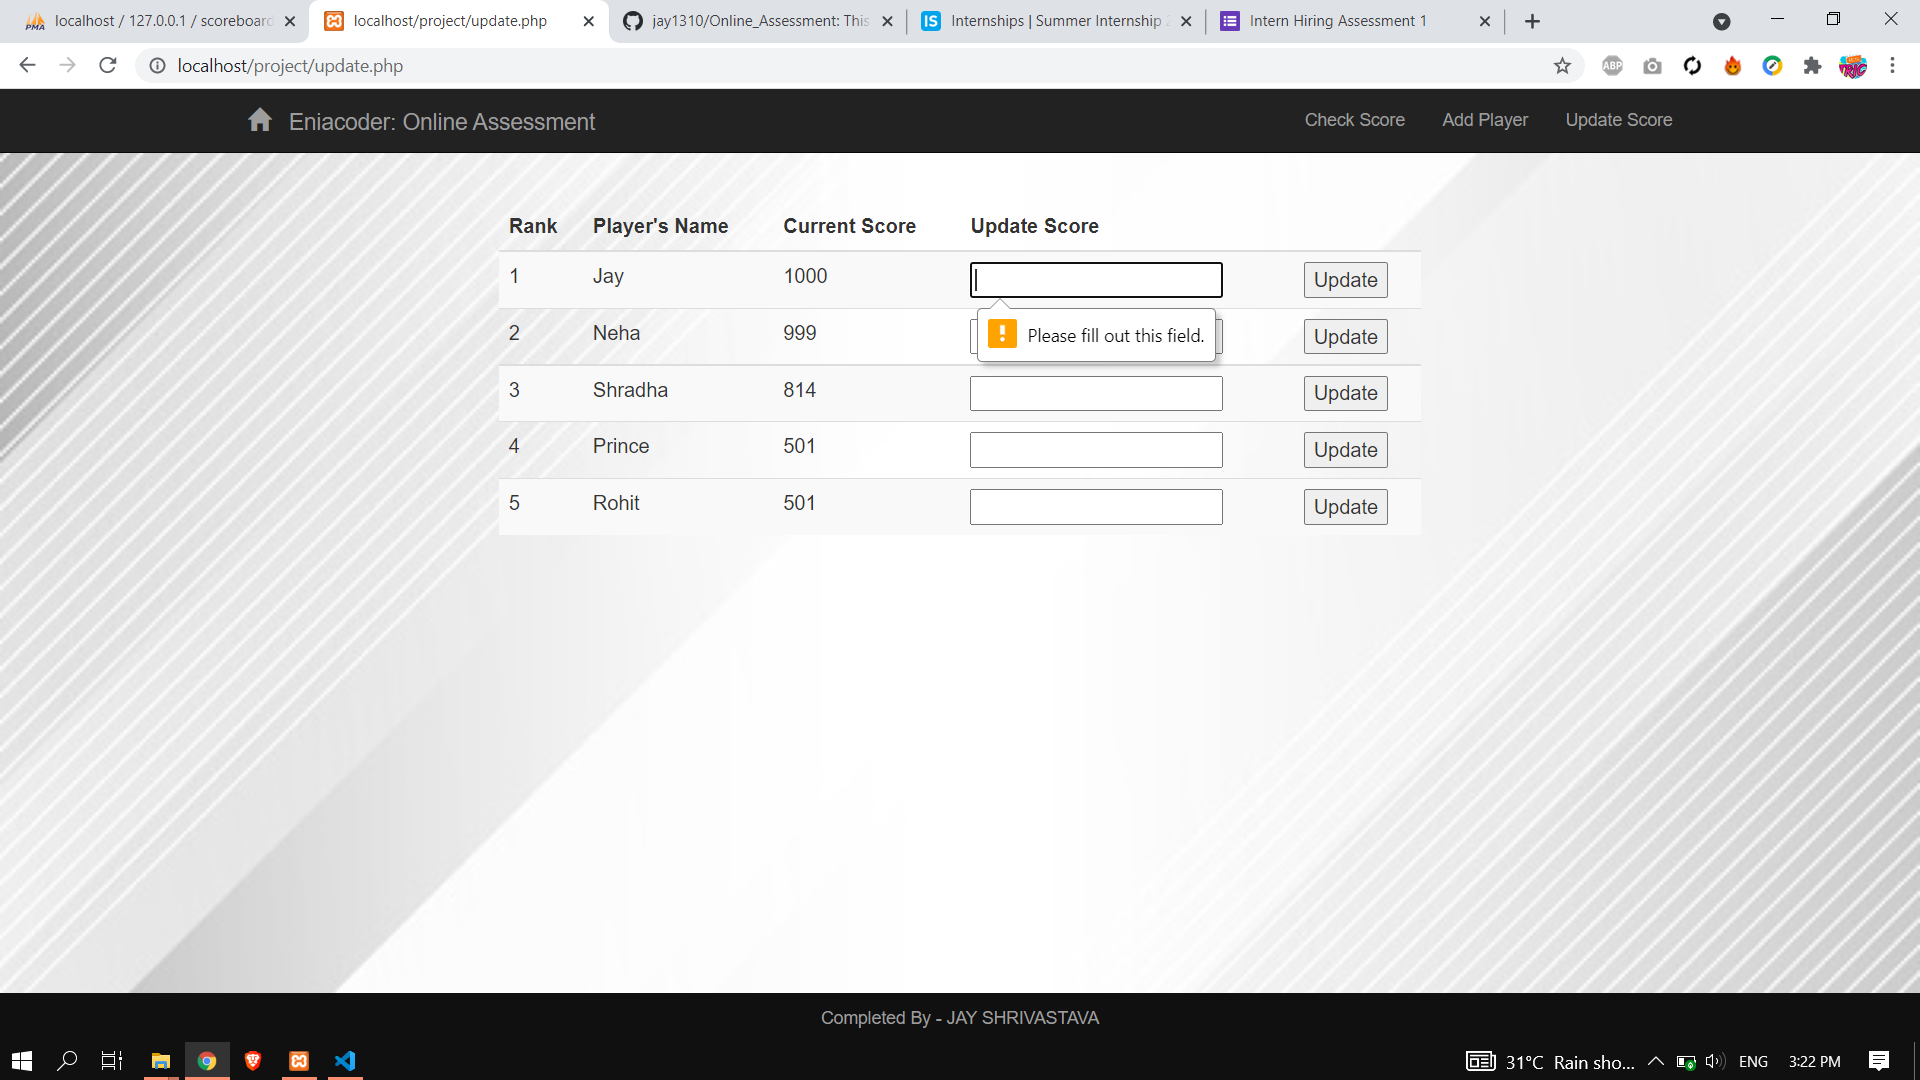 PMA localhost / 127.0.0.1 / scoreboard
localhost/project/update.php
jay1310/Online_Assessment: This
IS Internships | Summer Internship 2
Intern Hiring Assessment 1
localhost/project/update.php
ABP
Eniacoder: Online Assessment Check Score Add Player Update Score
Rank Player's Name Current Score Update Score
1 Jay 1000 Update
Please fill out this field.
2 Neha 999 Update
3 Shradha 814 Update
4 Prince 501 Update
5 Rohit 501 Update
Completed By - JAY SHRIVASTAVA
31°C Rain sho... ENG 3:22 PM